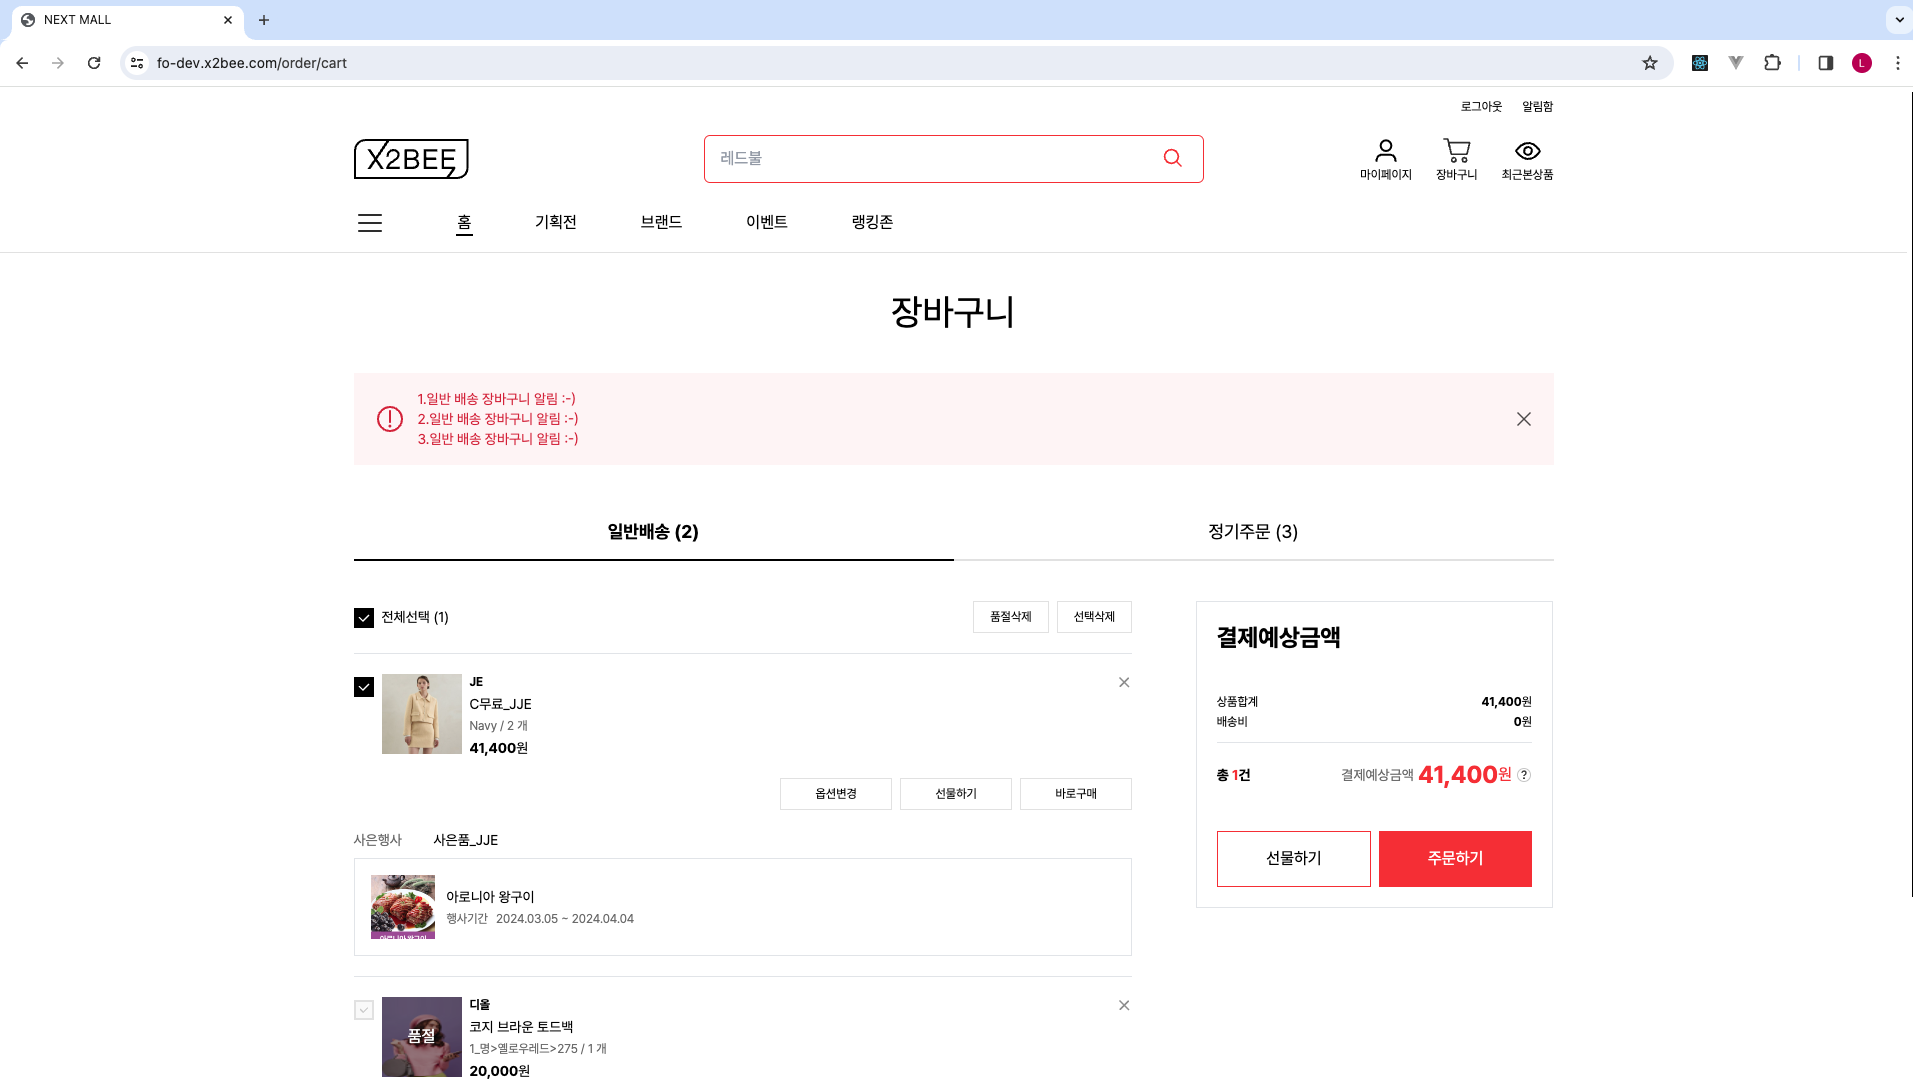 NEXT MALL
fo-dev.x2bee.com/order/cart
L
로그아웃 알림함
X2BEE
레드불
마이페이지 장바구니 최근본상품
홈 기획전 브랜드 이벤트 랭킹존
장바구니
1.일반 배송 장바구니 알림 :-)
2.일반 배송 장바구니 알림 :-)
3.일반 배송 장바구니 알림 :-)
일반배송 (2) 정기주문 (3)
전체선택 (1) 품절삭제 선택삭제
JE
C무료_JJE
Navy / 2 개
41,400원
옵션변경 선물하기 바로구매
사은행사 사은품_JJE
아로니아 왕구이
행사기간 2024.03.05 ~ 2024.04.04
디올
코지 브라운 토드백
품절
1_명>옐로우레드>275 / 1 개
20,000원
결제예상금액
상품합계 41,400원
배송비 0원
총 1건 결제예상금액 41,400원 ?
선물하기 주문하기